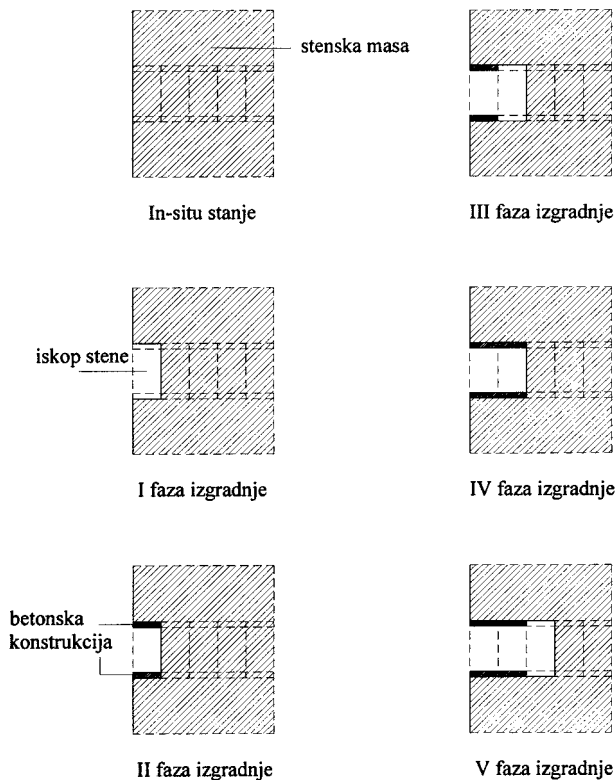 stenska masa
In-situ stanje
III faza izgradnje
iskop stene
I faza izgradnje
IV faza izgradnje
betonska
konstrukcija
II faza izgradnje
V faza izgradnje